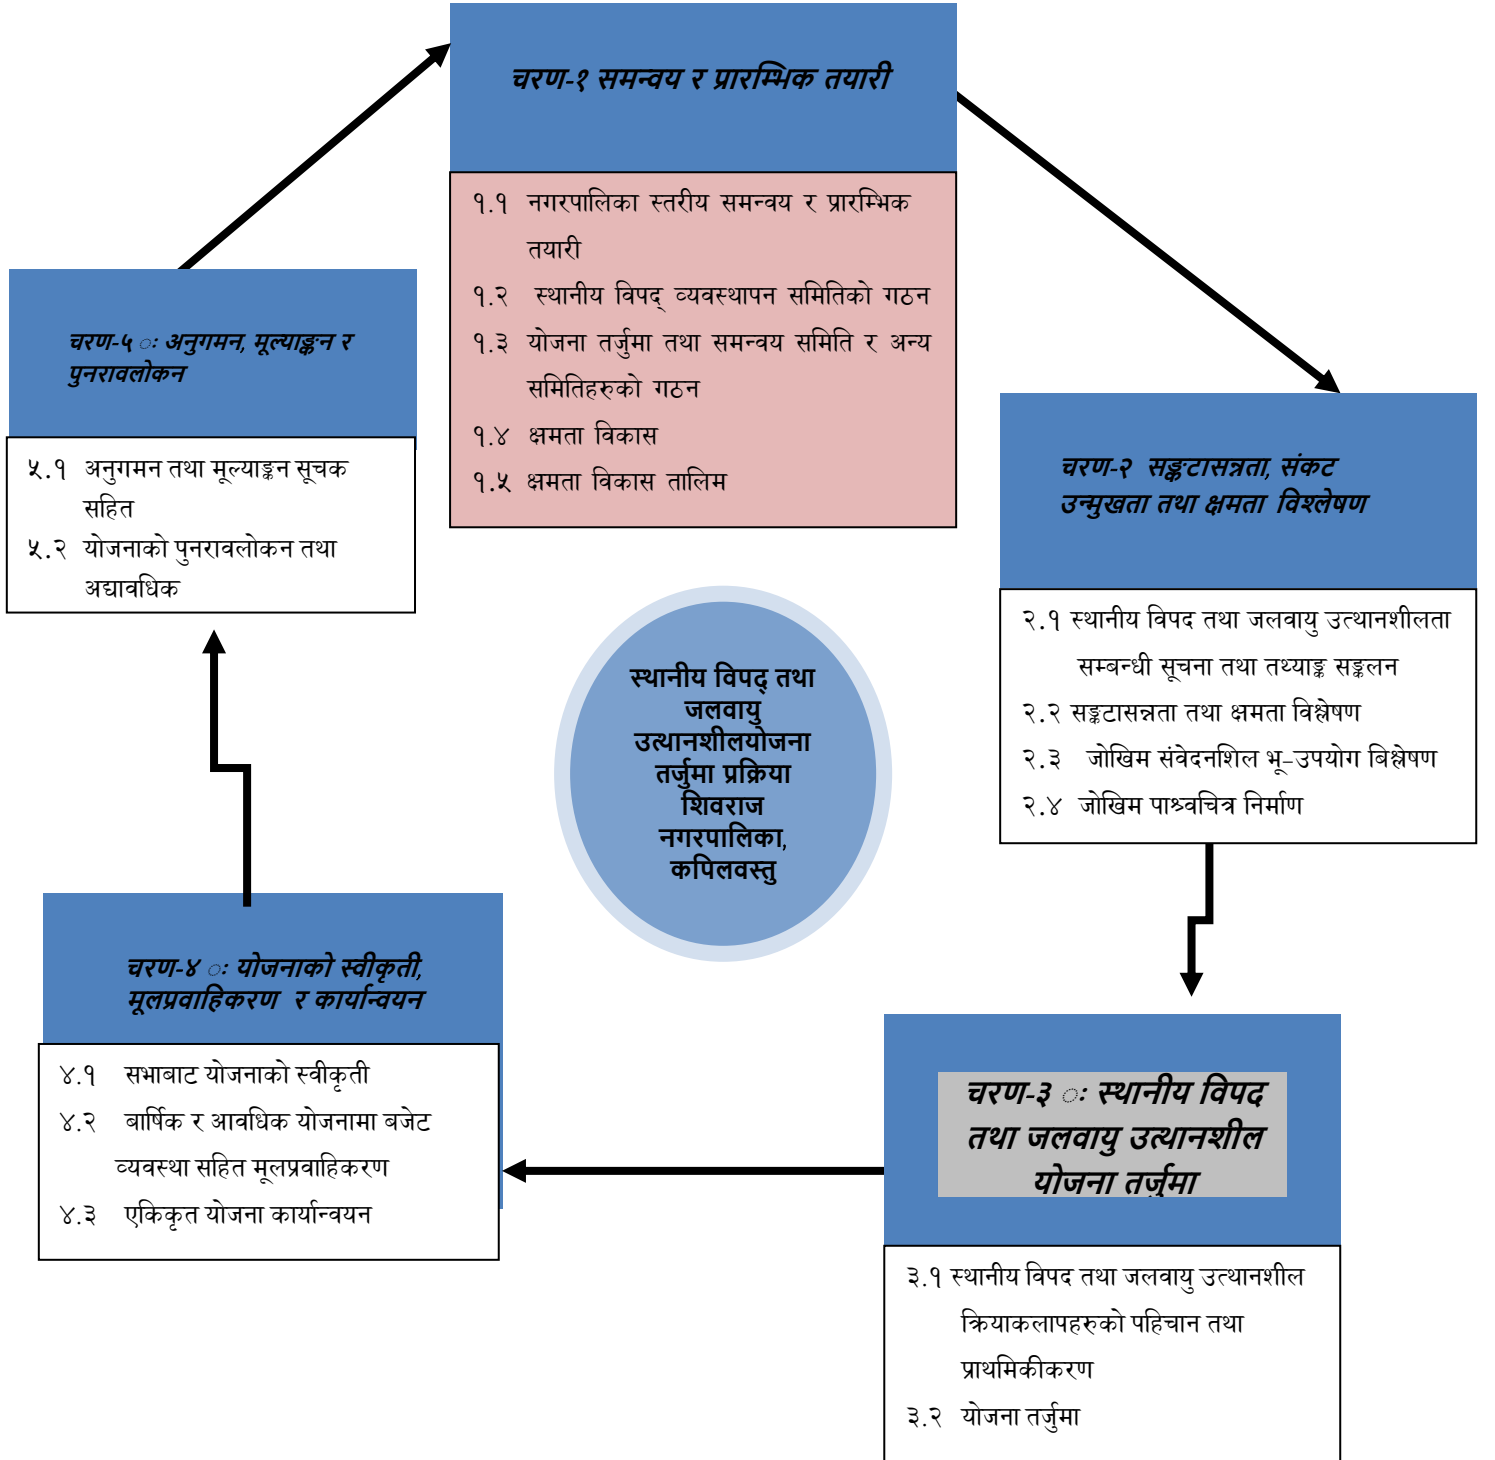 चरण-१ समन्वय र प्रारम्भिक तयारी
१.१ नगरपालिका स्तरीय समन्वय र प्रारम्भिक
तयारी
१.२ स्थानीय विपद् व्यवस्थापन समितिको गठन
१.३ योजना तर्जुमा तथा समन्वय समिति र अन्य
समितिहरुको गठन
१.४ क्षमता विकास
१.५ क्षमता विकास तालिम
चरण-२ सङ्कटासन्नता, संकट
उन्मुखता तथा क्षमता विश्लेषण
२.१ स्थानीय विपद तथा जलवायु उत्थानशीलता
सम्बन्धी सूचना तथा तथ्याङ्क सङ्कलन
२.२ सङ्कटासन्नता तथा क्षमता विश्लेषण
२.३ जोखिम संवेदनशिल भू–उपयोग बिश्लेषण
२.४ जोखिम पाश्र्वचित्र निर्माण
चरण-३ ः स्थानीय विपद
तथा जलवायु उत्थानशील
योजना तर्जुमा
३.१ स्थानीय विपद तथा जलवायु उत्थानशील
क्रियाकलापहरुको पहिचान तथा
प्राथमिकीकरण
३.२ योजना तर्जुमा
चरण-४ ः योजनाको स्वीकृती,
मूलप्रवाहिकरण र कार्यान्वयन
४.१ सभाबाट योजनाको स्वीकृती
४.२ बार्षिक र आवधिक योजनामा बजेट
व्यवस्था सहित मूलप्रवाहिकरण
४.३ एकिकृत योजना कार्यान्वयन
चरण-५ ः अनुगमन, मूल्याङ्कन र
पुनरावलोकन
५.१ अनुगमन तथा मूल्याङ्कन सूचक
सहित
५.२ योजनाको पुनरावलोकन तथा
अद्यावधिक
स्थानीय विपद् तथा
जलवायु
उत्थानशीलयोजना
तर्जुमा प्रक्रिया
शिवराज
नगरपालिका,
कपिलवस्तु